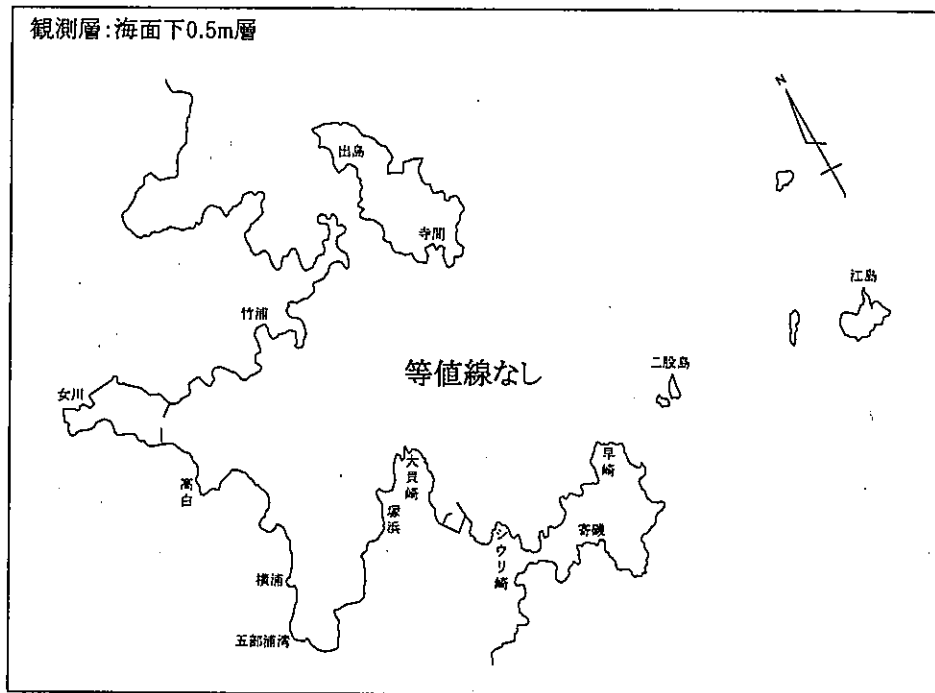 観測層:海面下0.5m層
N
出島
寺間
江島
竹浦
二股島
等値線なし
女川
早崎
大貝崎
高白
塚浜
寄磯
シウリ崎
横浦
五部浦湾